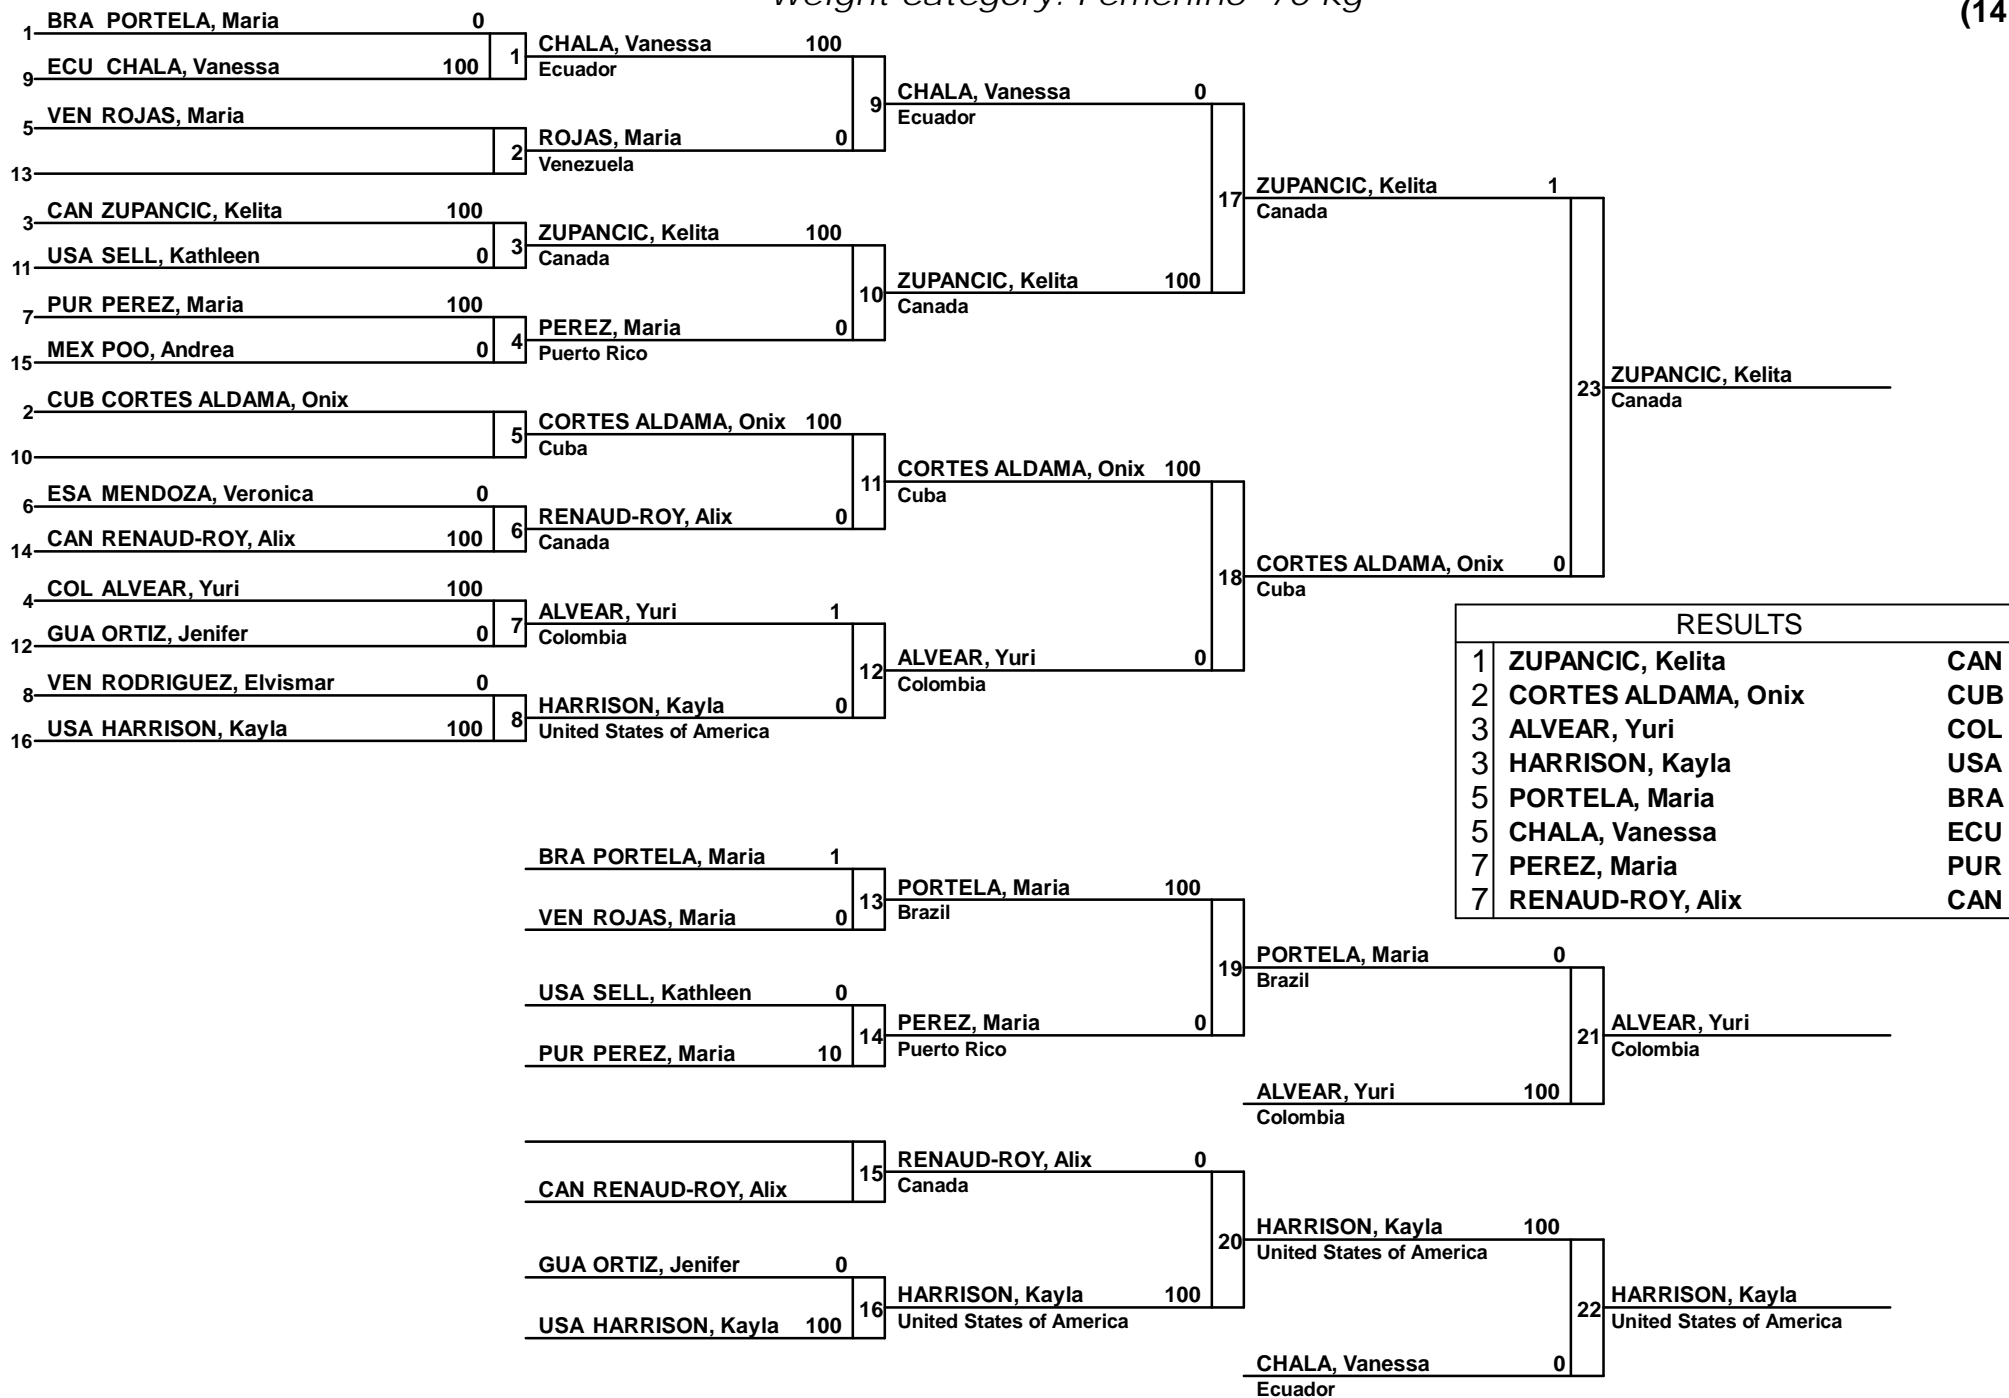 Weight category: Femenino -70 kg
(14
1 BRA PORTELA, Maria 0
9 ECU CHALA, Vanessa 100
1
CHALA, Vanessa 100
Ecuador
5 VEN ROJAS, Maria
13
2
ROJAS, Maria 0
Venezuela
9
CHALA, Vanessa 0
Ecuador
3 CAN ZUPANCIC, Kelita 100
11 USA SELL, Kathleen 0
3
ZUPANCIC, Kelita 100
Canada
7 PUR PEREZ, Maria 100
15 MEX POO, Andrea 0
4
PEREZ, Maria 0
Puerto Rico
10
ZUPANCIC, Kelita 100
Canada
17
ZUPANCIC, Kelita 1
Canada
2 CUB CORTES ALDAMA, Onix
10
5
CORTES ALDAMA, Onix 100
Cuba
6 ESA MENDOZA, Veronica 0
14 CAN RENAUD-ROY, Alix 100
6
RENAUD-ROY, Alix 0
Canada
11
CORTES ALDAMA, Onix 100
Cuba
4 COL ALVEAR, Yuri 100
12 GUA ORTIZ, Jenifer 0
7
ALVEAR, Yuri 1
Colombia
8 VEN RODRIGUEZ, Elvismar 0
16 USA HARRISON, Kayla 100
8
HARRISON, Kayla 0
United States of America
12
ALVEAR, Yuri 0
Colombia
18
CORTES ALDAMA, Onix 0
Cuba
23
ZUPANCIC, Kelita
Canada
RESULTS
1 ZUPANCIC, Kelita CAN
2 CORTES ALDAMA, Onix CUB
3 ALVEAR, Yuri COL
3 HARRISON, Kayla USA
5 PORTELA, Maria BRA
5 CHALA, Vanessa ECU
7 PEREZ, Maria PUR
7 RENAUD-ROY, Alix CAN
BRA PORTELA, Maria 1
VEN ROJAS, Maria 0
13
PORTELA, Maria 100
Brazil
USA SELL, Kathleen 0
PUR PEREZ, Maria 10
14
PEREZ, Maria 0
Puerto Rico
19
PORTELA, Maria 0
Brazil
ALVEAR, Yuri 100
Colombia
21
ALVEAR, Yuri
Colombia
CAN RENAUD-ROY, Alix
15
RENAUD-ROY, Alix 0
Canada
GUA ORTIZ, Jenifer 0
USA HARRISON, Kayla 100
16
HARRISON, Kayla 100
United States of America
20
HARRISON, Kayla 100
United States of America
CHALA, Vanessa 0
Ecuador
22
HARRISON, Kayla
United States of America